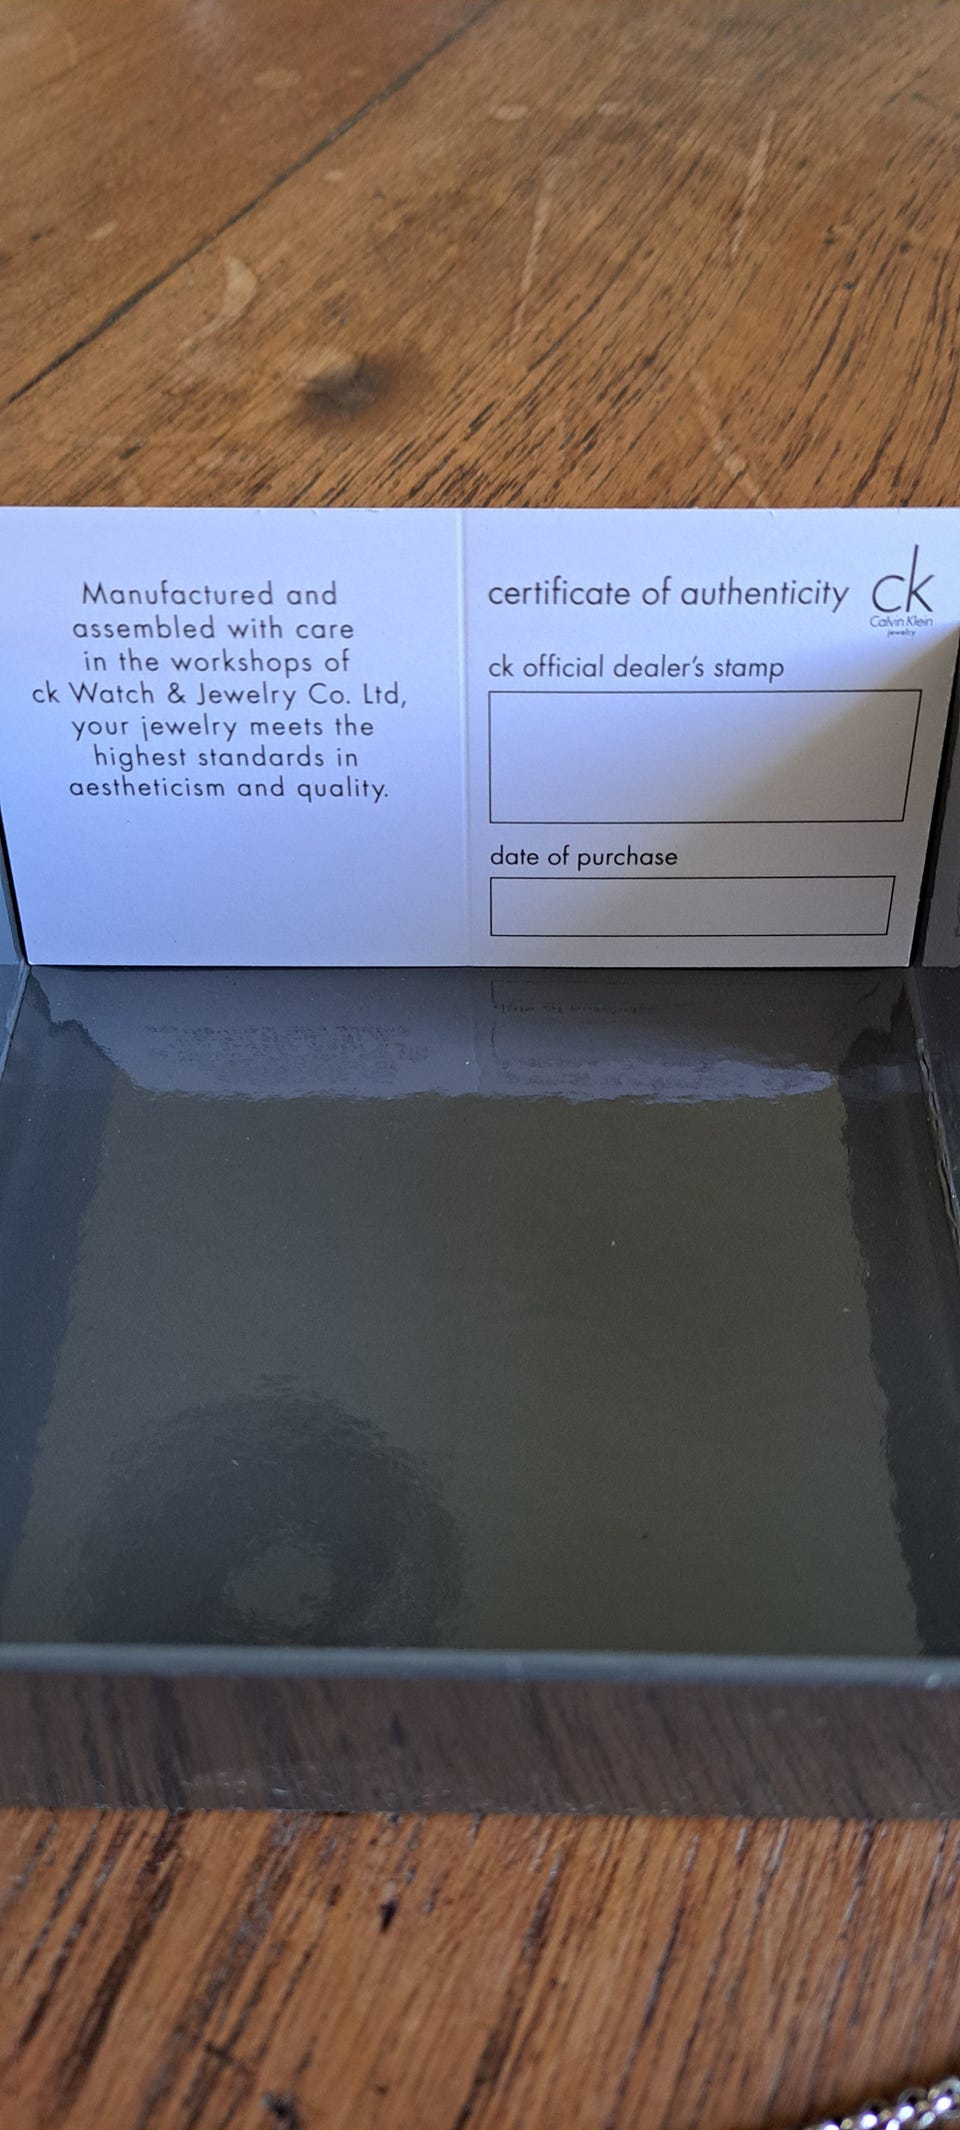 Manufactured and
assembled with care
in the workshops of
ck Watch & Jewelry Co. Ltd,
your jewelry meets the
highest standards in
aestheticism and quality.
certificate of authenticity
ck
Calvin Klein
jewelry
ck official dealer's stamp
date of purchase